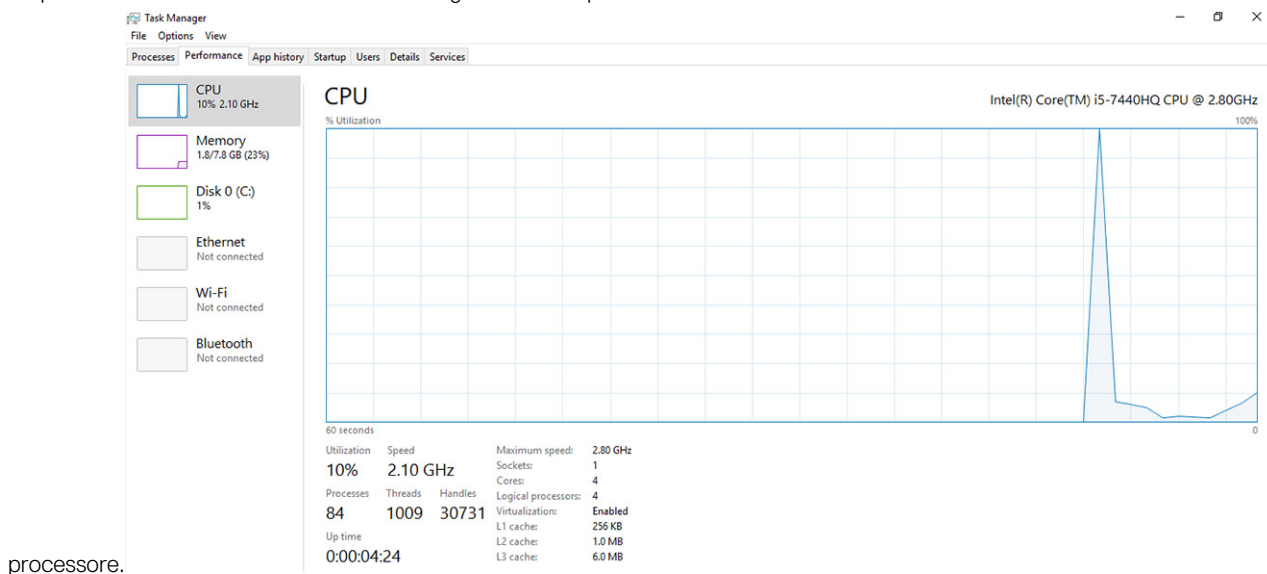 Task Manager
File Options View
Processes Performance App history Startup Users Details Services
CPU
10% 2.10 GHz
Memory
1.8/7.8 GB (23%)
Disk 0 (C:)
1%
Ethernet
Not connected
Wi-Fi
Not connected
Bluetooth
Not connected
CPU
Intel(R) Core(TM) i5-7440HQ CPU @ 2.80GHz
% Utilization
100%
60 seconds
0
Utilization Speed
10% 2.10 GHz
Processes Threads Handles
84 1009 30731
Up time
0:00:04:24
Maximum speed: 2.80 GHz
Sockets: 1
Cores: 4
Logical processors: 4
Virtualization: Enabled
L1 cache: 256 KB
L2 cache: 1.0 MB
L3 cache: 6.0 MB
processore.